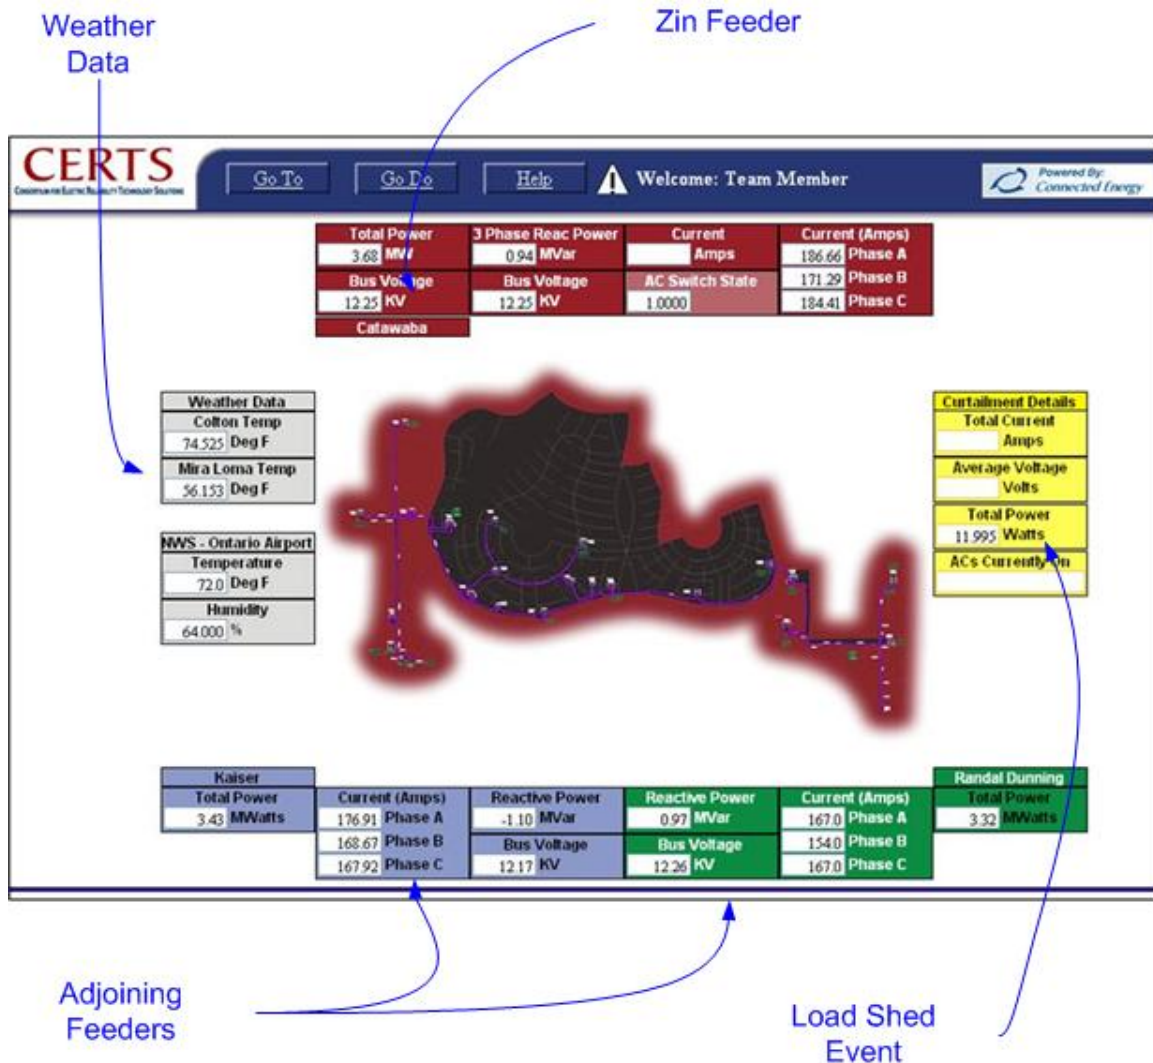 Weather
Data
Zin Feeder
CERTS
CONSORTIUM FOR ELECTRIC RELIABILITY TECHNOLOGY SOLUTIONS
Go To
Go Do
Help
Welcome: Team Member
Powered By:
Connected Energy
Total Power
3.68 MW
3 Phase Reac Power
0.94 MVar
Current
Amps
Current (Amps)
186.66 Phase A
171.29 Phase B
184.41 Phase C
Bus Voltage
12.25 KV
Bus Voltage
12.25 KV
AC Switch State
1.0000
Catawaba
Weather Data
Colton Temp
74.525 Deg F
Mira Loma Temp
56.153 Deg F
NWS - Ontario Airport
Temperature
72.0 Deg F
Humidity
64.000 %
Curtailment Details
Total Current
Amps
Average Voltage
Volts
Total Power
11.995 Watts
ACs Currently On
Kaiser
Total Power
3.43 MWatts
Current (Amps)
176.91 Phase A
168.67 Phase B
167.92 Phase C
Reactive Power
-1.10 MVar
Bus Voltage
12.17 KV
Reactive Power
0.97 MVar
Bus Voltage
12.26 KV
Current (Amps)
167.0 Phase A
154.0 Phase B
167.0 Phase C
Randal Dunning
Total Power
3.32 MWatts
Adjoining
Feeders
Load Shed
Event